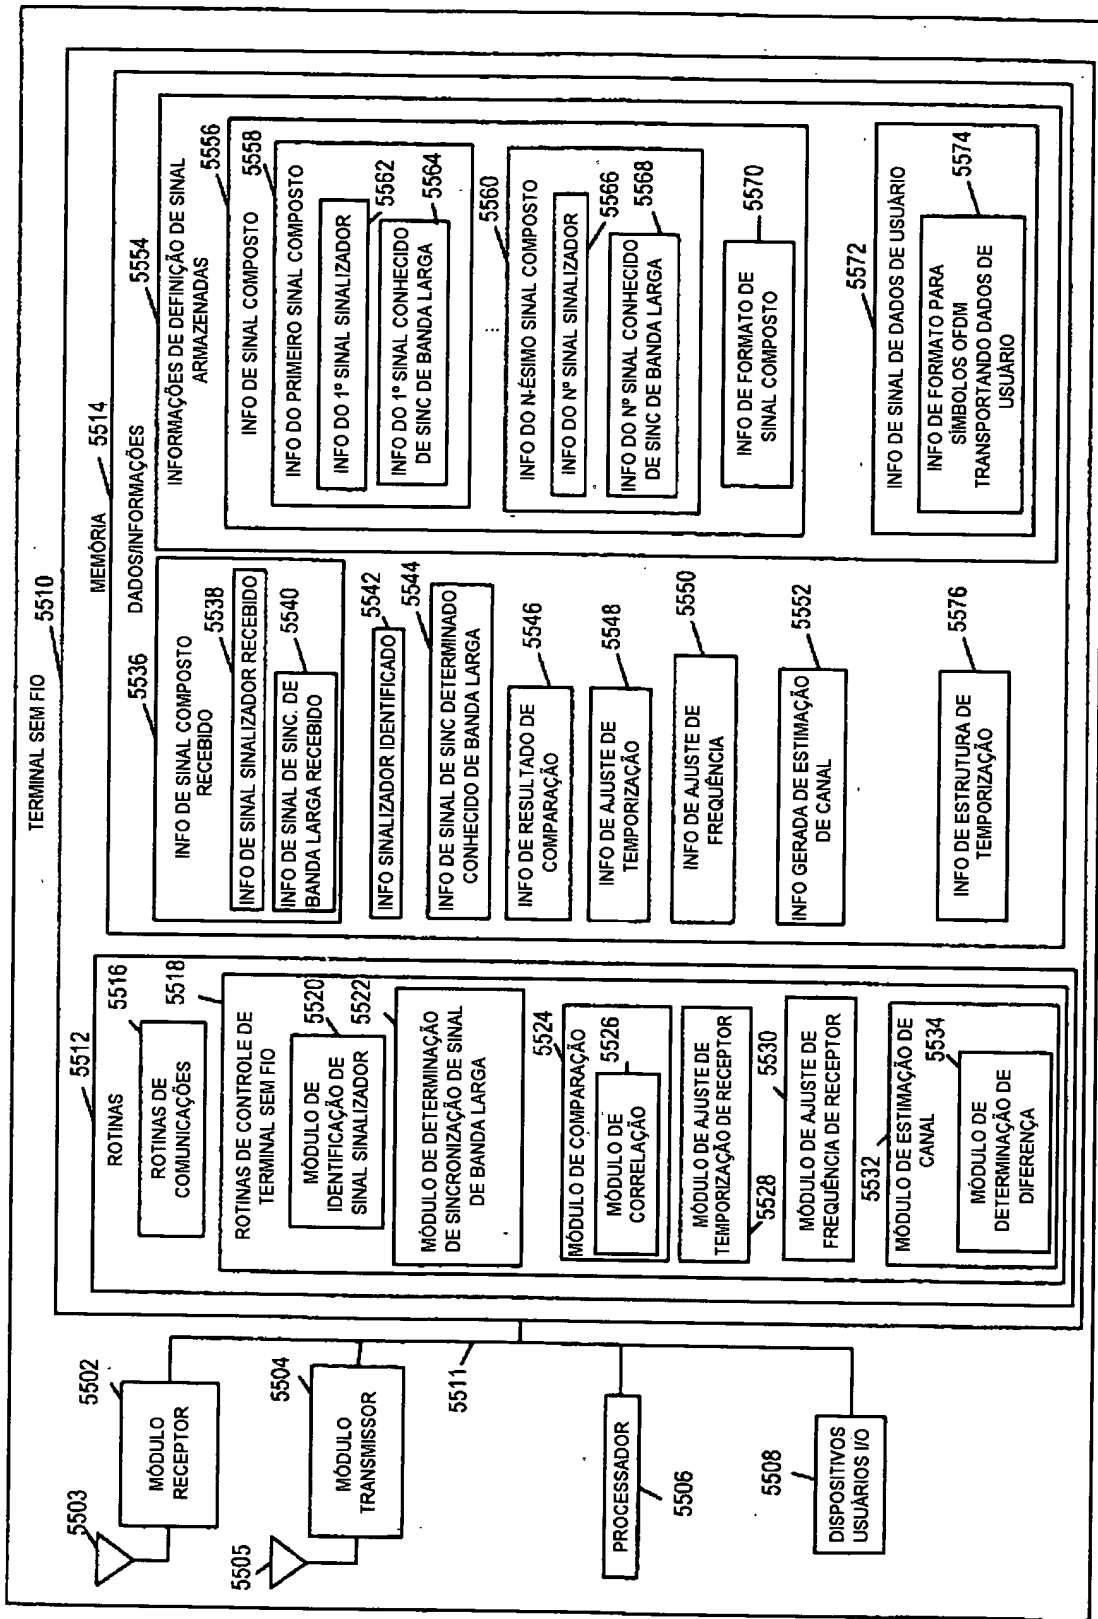 TERMINAL SEM FIO
5510
5503
5502
MÓDULO
RECEPTOR
5505
5504
MÓDULO
TRANSMISSOR
5511
PROCESSADOR
5506
5508
DISPOSITIVOS
USUÁRIOS I/O
MEMÓRIA
5514
5512
ROTINAS
5516
ROTINAS DE
COMUNICAÇÕES
5518
ROTINAS DE CONTROLE DE
TERMINAL SEM FIO
5520
MÓDULO DE
IDENTIFICAÇÃO DE
SINAL SINALIZADOR
5522
MÓDULO DE DETERMINAÇÃO
DE SINCRONIZAÇÃO DE SINAL
DE BANDA LARGA
5524
MÓDULO DE COMPARAÇÃO
5526
MÓDULO DE
CORRELAÇÃO
MÓDULO DE AJUSTE DE
TEMPORIZAÇÃO DE RECEPTOR
5528
5530
MÓDULO DE AJUSTE DE
FREQUÊNCIA DE RECEPTOR
5532
MÓDULO DE ESTIMAÇÃO DE
CANAL
5534
MÓDULO DE
DETERMINAÇÃO DE
DIFERENÇA
DADOS/INFORMAÇÕES
5536
INFO DE SINAL COMPOSTO
RECEBIDO
5538
INFO DE SINAL SINALIZADOR RECEBIDO
5540
INFO DE SINAL DE SINC. DE
BANDA LARGA RECEBIDO
5542
INFO SINALIZADOR IDENTIFICADO
5544
INFO DE SINAL DE SINC DETERMINADO
CONHECIDO DE BANDA LARGA
5546
INFO DE RESULTADO DE
COMPARAÇÃO
5548
INFO DE AJUSTE DE
TEMPORIZAÇÃO
5550
INFO DE AJUSTE DE
FREQUÊNCIA
5552
INFO GERADA DE ESTIMAÇÃO
DE CANAL
5576
INFO DE ESTRUTURA DE
TEMPORIZAÇÃO
5554
INFORMAÇÕES DE DEFINIÇÃO DE SINAL
ARMAZENADAS
5556
INFO DE SINAL COMPOSTO
5558
INFO DO PRIMEIRO SINAL COMPOSTO
5562
INFO DO 1º SINAL SINALIZADOR
5564
INFO DO 1º SINAL CONHECIDO
DE SINC DE BANDA LARGA
...
5560
INFO DO N-ÉSIMO SINAL COMPOSTO
5566
INFO DO Nº SINAL SINALIZADOR
5568
INFO DO Nº SINAL CONHECIDO
DE SINC DE BANDA LARGA
5570
INFO DE FORMATO DE
SINAL COMPOSTO
5572
INFO DE SINAL DE DADOS DE USUÁRIO
5574
INFO DE FORMATO PARA
SÍMBOLOS OFDM
TRANSPORTANDO DADOS DE
USUÁRIO